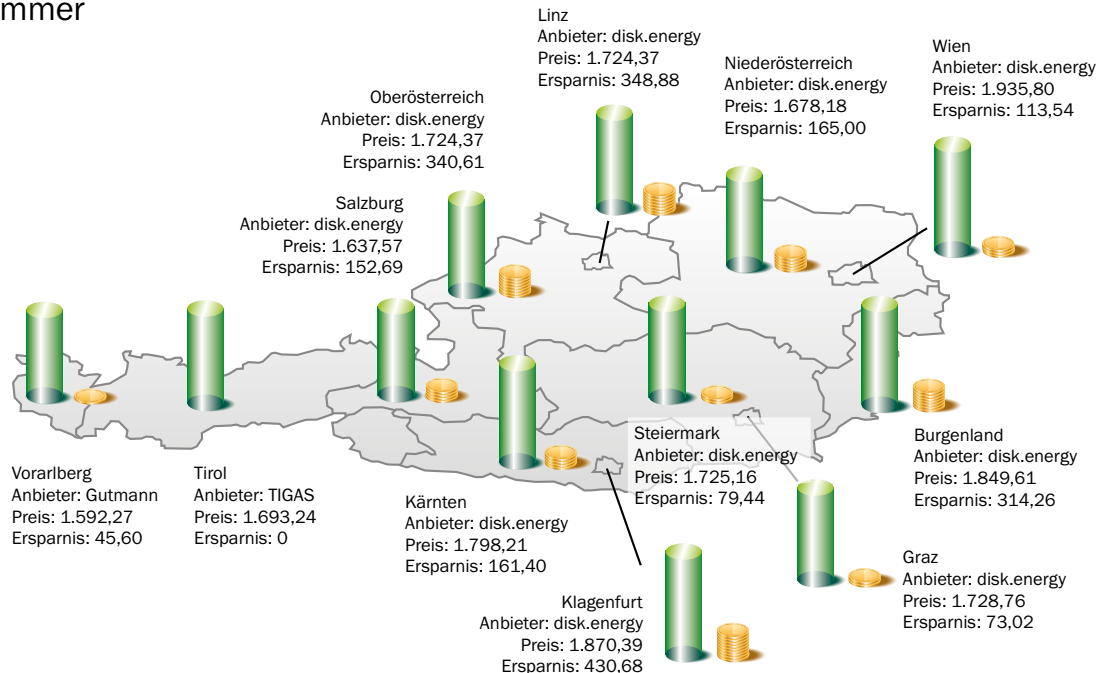 mmer
Linz
Anbieter: disk.energy
Preis: 1.724,37
Ersparnis: 348,88
Niederösterreich
Anbieter: disk.energy
Preis: 1.678,18
Ersparnis: 165,00
Wien
Anbieter: disk.energy
Preis: 1.935,80
Ersparnis: 113,54
Oberösterreich
Anbieter: disk.energy
Preis: 1.724,37
Ersparnis: 340,61
Salzburg
Anbieter: disk.energy
Preis: 1.637,57
Ersparnis: 152,69
Vorarlberg
Anbieter: Gutmann
Preis: 1.592,27
Ersparnis: 45,60
Tirol
Anbieter: TIGAS
Preis: 1.693,24
Ersparnis: 0
Kärnten
Anbieter: disk.energy
Preis: 1.798,21
Ersparnis: 161,40
Steiermark
Anbieter: disk.energy
Preis: 1.725,16
Ersparnis: 79,44
Burgenland
Anbieter: disk.energy
Preis: 1.849,61
Ersparnis: 314,26
Klagenfurt
Anbieter: disk.energy
Preis: 1.870,39
Ersparnis: 430,68
Graz
Anbieter: disk.energy
Preis: 1.728,76
Ersparnis: 73,02